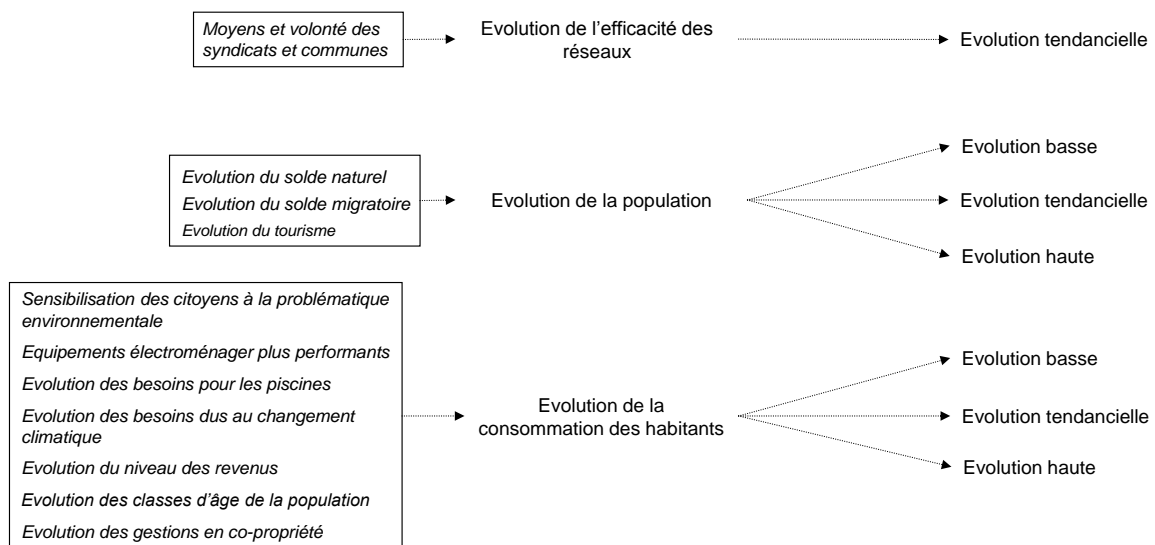 Moyens et volonté des
syndicats et communes
Evolution de l’efficacité des
réseaux
Evolution tendancielle
Evolution du solde naturel
Evolution du solde migratoire
Evolution du tourisme
Evolution de la population
Evolution basse
Evolution tendancielle
Evolution haute
Sensibilisation des citoyens à la problématique
environnementale
Equipements électroménager plus performants
Evolution des besoins pour les piscines
Evolution des besoins dus au changement
climatique
Evolution du niveau des revenus
Evolution des classes d’âge de la population
Evolution des gestions en co-propriété
Evolution de la
consommation des habitants
Evolution basse
Evolution tendancielle
Evolution haute